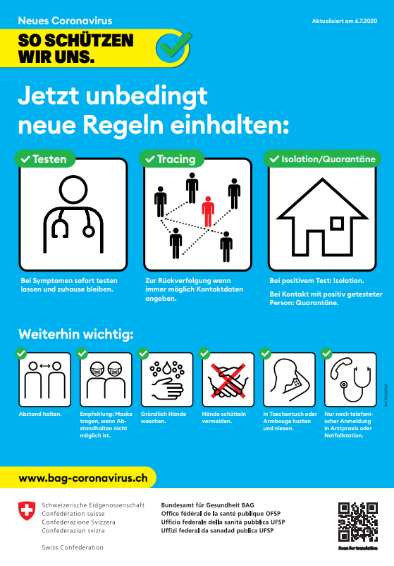 Neues Coronavirus
Aktualisiert am 6.7.2020
SO SCHÜTZEN
WIR UNS.
Jetzt unbedingt
neue Regeln einhalten:
Testen
Tracing
Isolation/Quarantäne
Bei Symptomen sofort testen
lassen und zuhause bleiben.
Zur Rückverfolgung wenn
immer möglich Kontaktdaten
angeben.
Bei positivem Test: Isolation.
Bei Kontakt mit positiv getesteter
Person: Quarantäne.
Weiterhin wichtig:
Abstand halten.
Empfehlung: Maske
tragen, wenn Ab-
standhalten nicht
möglich ist.
Gründlich Hände
waschen.
Hände schütteln
vermeiden.
In Taschentuch oder
Armbeuge husten
und niesen.
Nur nach telefoni-
scher Anmeldung
in Arztpraxis oder
Notfallstation.
www.bag-coronavirus.ch
Schweizerische Eidgenossenschaft
Confédération suisse
Confederazione Svizzera
Confederaziun svizra
Swiss Confederation
Bundesamt für Gesundheit BAG
Office fédéral de la santé publique OFSP
Ufficio federale della sanità pubblica UFSP
Uffizi federal da sanadad publica UFSP
Scan for translation